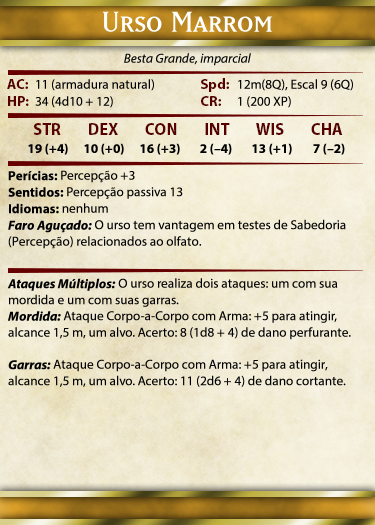 Urso Marrom
Besta Grande, imparcial
AC: 11 (armadura natural) Spd: 12m(8Q), Escal 9 (6Q)
HP: 34 (4d10 + 12) CR: 1 (200 XP)
STR DEX CON INT WIS CHA
19 (+4) 10 (+0) 16 (+3) 2 (–4) 13 (+1) 7 (–2)
Perícias: Percepção +3
Sentidos: Percepção passiva 13
Idiomas: nenhum
Faro Aguçado: O urso tem vantagem em testes de Sabedoria
(Percepção) relacionados ao olfato.
Ataques Múltiplos: O urso realiza dois ataques: um com sua
mordida e um com suas garras.
Mordida: Ataque Corpo-a-Corpo com Arma: +5 para atingir,
alcance 1,5 m, um alvo. Acerto: 8 (1d8 + 4) de dano perfurante.
Garras: Ataque Corpo-a-Corpo com Arma: +5 para atingir,
alcance 1,5 m, um alvo. Acerto: 11 (2d6 + 4) de dano cortante.